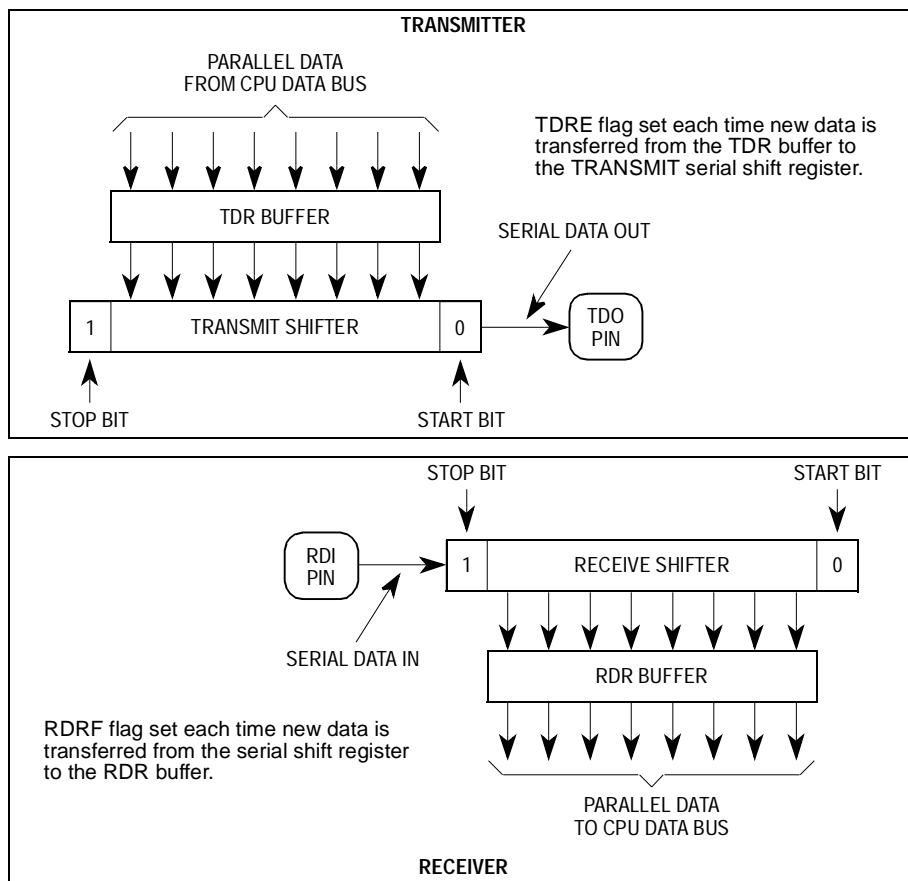 TRANSMITTER
PARALLEL DATA
FROM CPU DATA BUS
TDRE flag set each time new data is
transferred from the TDR buffer to
the TRANSMIT serial shift register.
TDR BUFFER
SERIAL DATA OUT
1
TRANSMIT SHIFTER
0
TDO
PIN
STOP BIT
START BIT
STOP BIT
START BIT
RDI
PIN
1
RECEIVE SHIFTER
0
SERIAL DATA IN
RDR BUFFER
RDRF flag set each time new data is
transferred from the serial shift register
to the RDR buffer.
PARALLEL DATA
TO CPU DATA BUS
RECEIVER